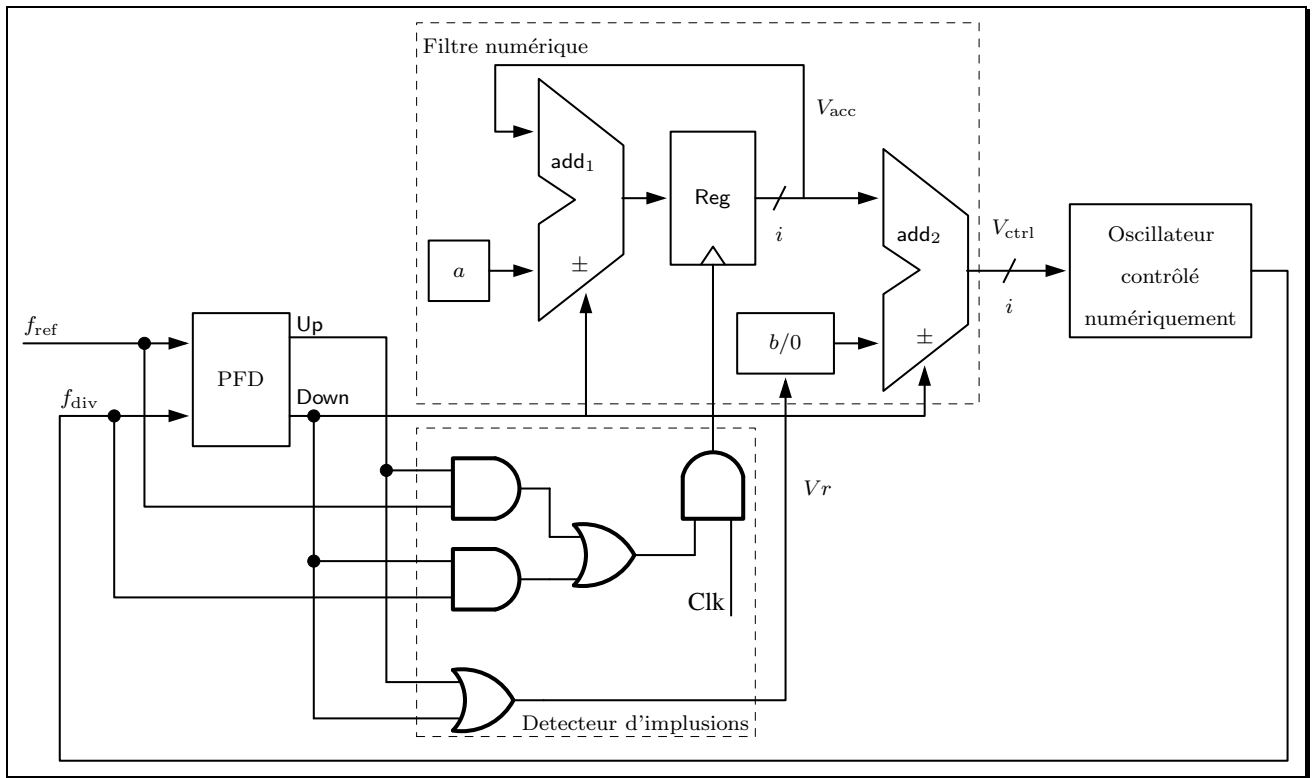 Filtre numérique
V_acc
add_1
Reg
i
a
±
add_2
V_ctrl
i
b/0
±
Oscillateur
contrôlé
numériquement
f_ref
f_div
PFD
Up
Down
Vr
Clk
Detecteur d'implusions